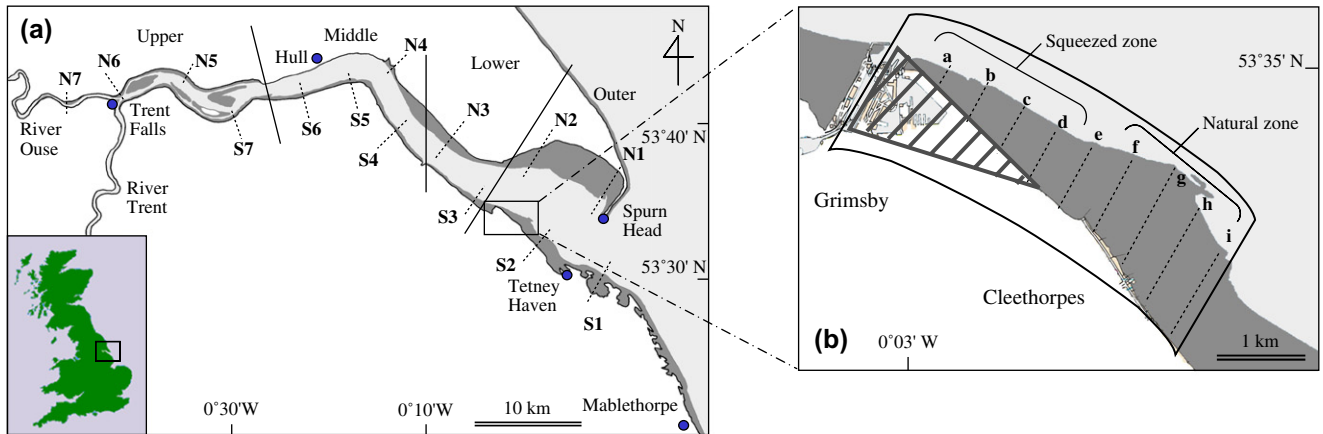 (a)
Upper
Middle
Hull
N4
N
Lower
N7
N6
N5
Outer
River
Ouse
Trent
Falls
S7
S6
S5
S4
N3
N2
N1
53°40' N
River
Trent
S3
Spurn
Head
S2
53°30' N
Tetney
Haven
S1
0°30'W
0°10'W
10 km
Mablethorpe
(b)
Squeezed zone
53°35' N
a
b
c
d
e
f
g
h
i
Natural zone
Grimsby
Cleethorpes
0°03' W
1 km